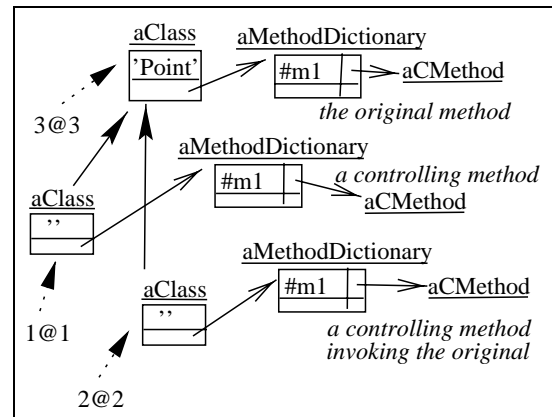 aClass
'Point'
aMethodDictionary
#m1
aCMethod
the original method
3@3
aMethodDictionary
#m1
a controlling method
aCMethod
aClass
''
1@1
aMethodDictionary
#m1
aCMethod
aClass
''
a controlling method
invoking the original
2@2